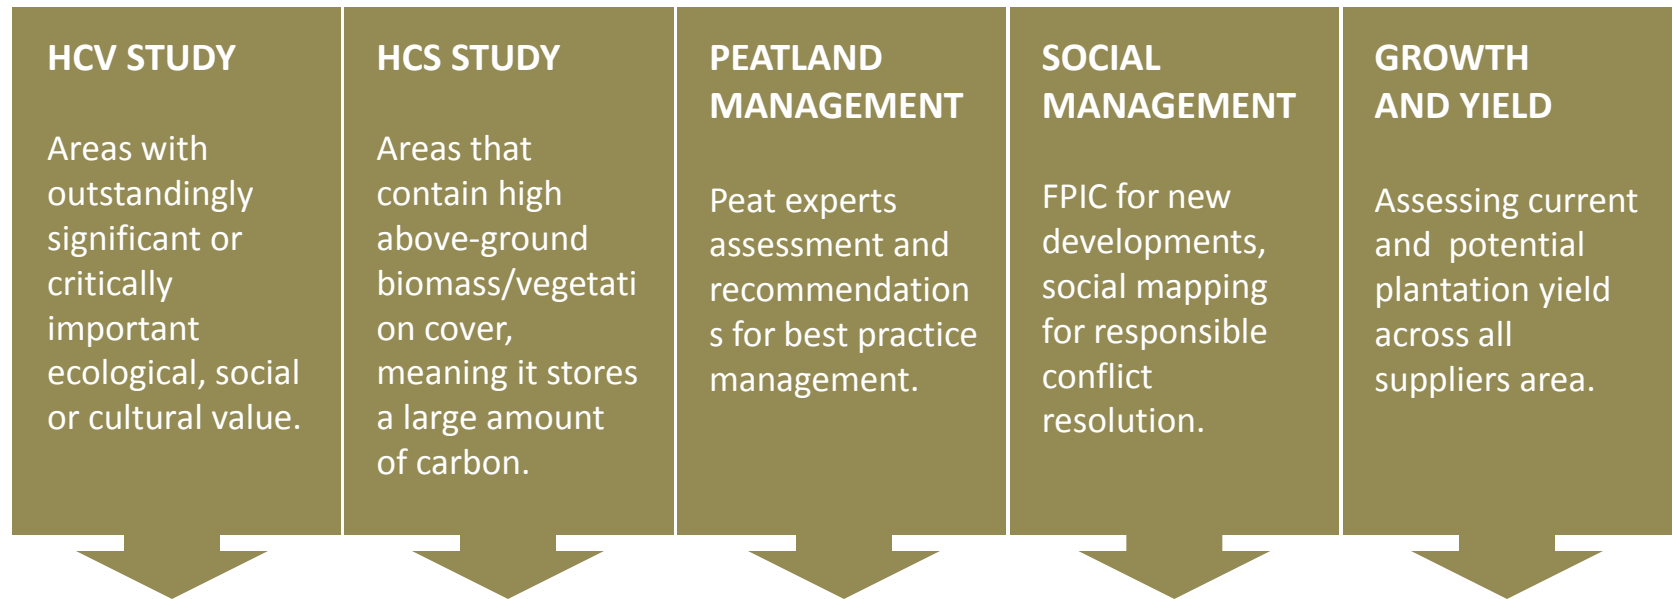 HCV STUDY
Areas with
outstandingly
significant or
critically
important
ecological, social
or cultural value.
HCS STUDY
Areas that
contain high
above-ground
biomass/vegetati
on cover,
meaning it stores
a large amount
of carbon.
PEATLAND
MANAGEMENT
Peat experts
assessment and
recommendation
s for best practice
management.
SOCIAL
MANAGEMENT
FPIC for new
developments,
social mapping
for responsible
conflict
resolution.
GROWTH
AND YIELD
Assessing current
and  potential
plantation yield
across all
suppliers area.